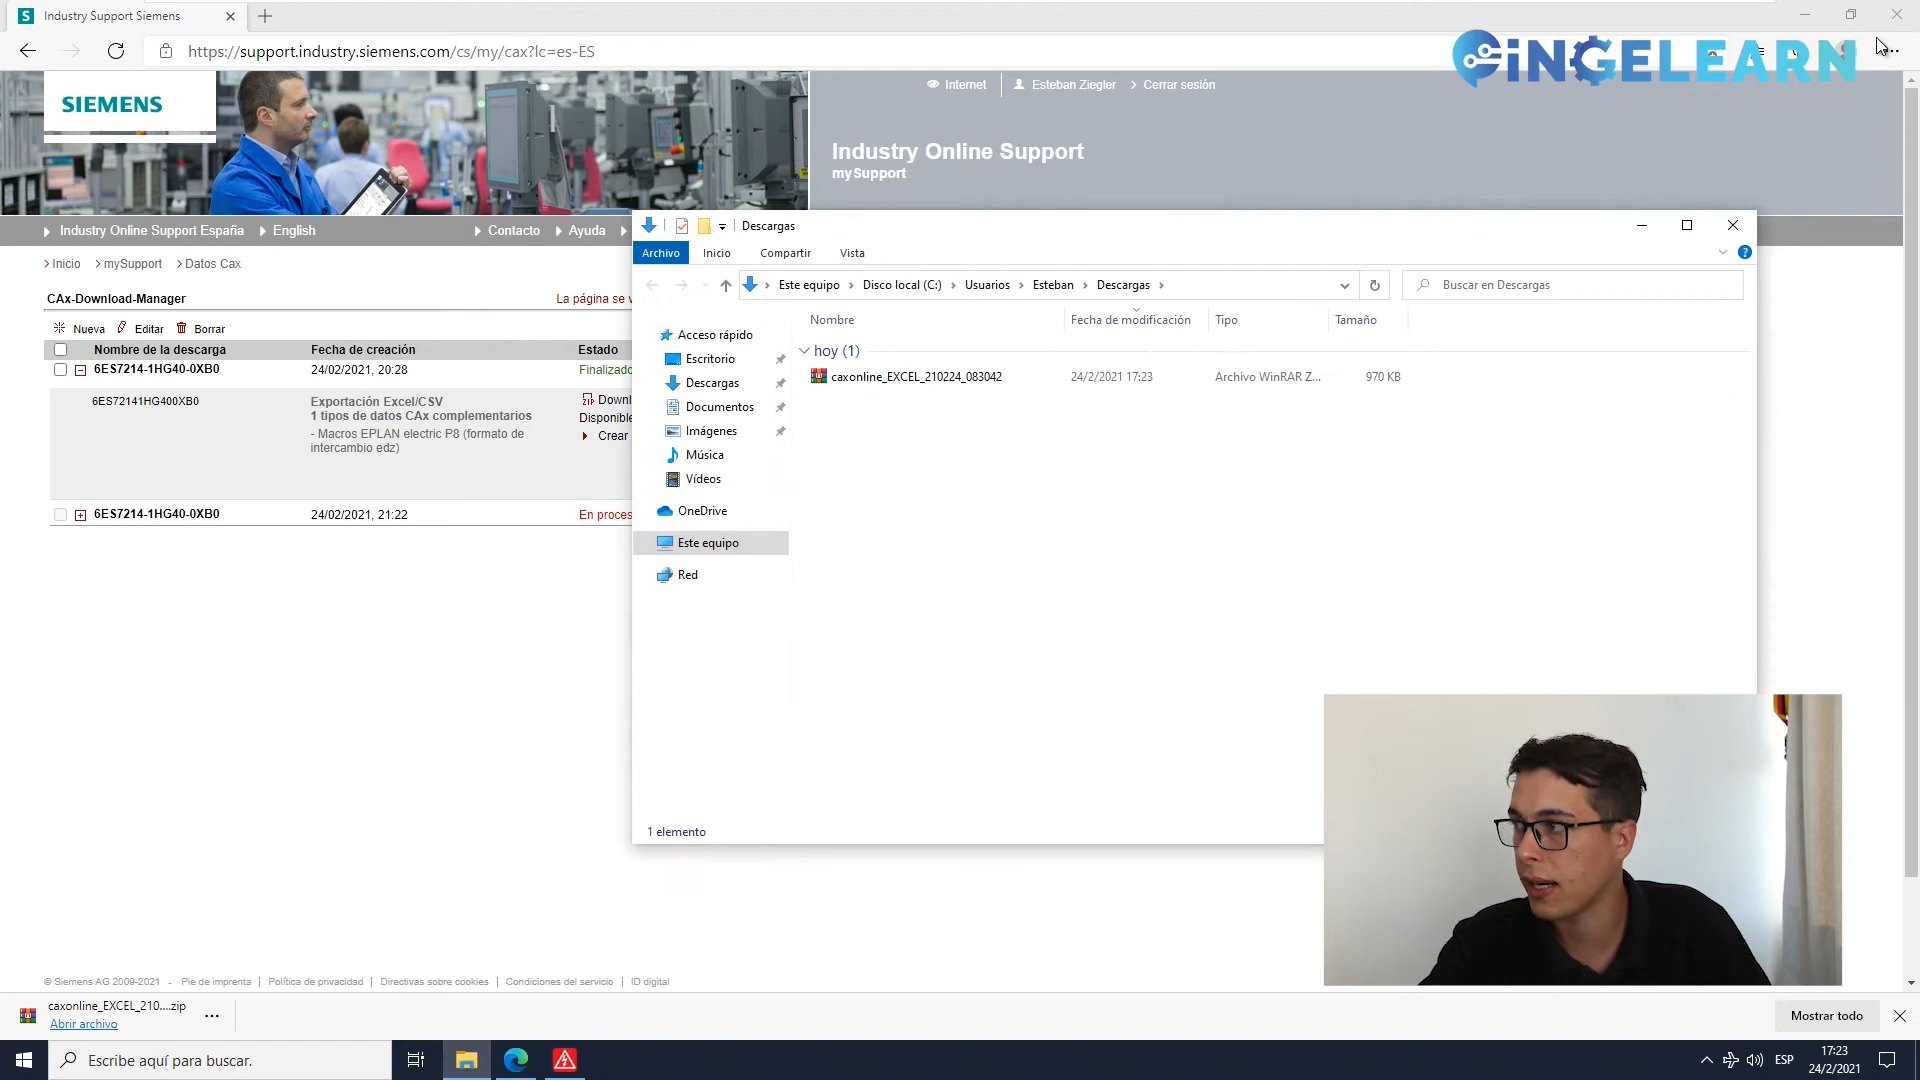 Industry Support Siemens
https://support.industry.siemens.com/cs/my/cax?lc=es-ES
INGELEARN
SIEMENS
Internet
Esteban Ziegler
Cerrar sesión
Industry Online Support
mySupport
Industry Online Support España
English
Contacto
Ayuda
Inicio
mySupport
Datos Cax
CAx-Download-Manager
La página se v
Nueva
Editar
Borrar
Nombre de la descarga
Fecha de creación
Estado
6ES7214-1HG40-0XB0
24/02/2021, 20:28
Finalizado
6ES72141HG400XB0
Exportación Excel/CSV
1 tipos de datos CAx complementarios
- Macros EPLAN electric P8 (formato de
intercambio edz)
ZIP
Downl
Disponible
Crear
6ES7214-1HG40-0XB0
24/02/2021, 21:22
En proces
Descargas
Archivo
Inicio
Compartir
Vista
Este equipo
Disco local (C:)
Usuarios
Esteban
Descargas
Buscar en Descargas
Nombre
Fecha de modificación
Tipo
Tamaño
hoy (1)
caxonline_EXCEL_210224_083042
24/2/2021 17:23
Archivo WinRAR Z...
970 KB
Acceso rápido
Escritorio
Descargas
Documentos
Imágenes
Música
Vídeos
OneDrive
Este equipo
Red
1 elemento
© Siemens AG 2009-2021 - Pie de imprenta | Política de privacidad | Directivas sobre cookies | Condiciones del servicio | ID digital
caxonline_EXCEL_210....zip
Abrir archivo
Mostrar todo
Escribe aquí para buscar.
ESP
17:23
24/2/2021